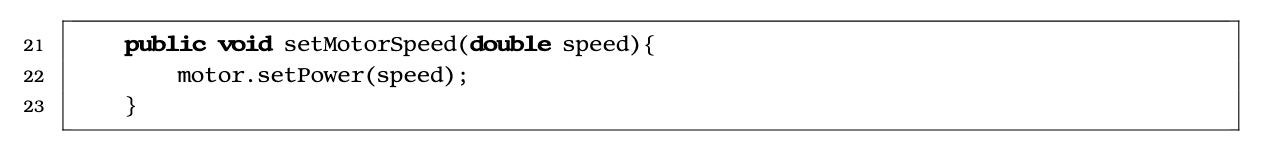 21 public void setMotorSpeed(double speed){
22 motor.setPower(speed);
23 }